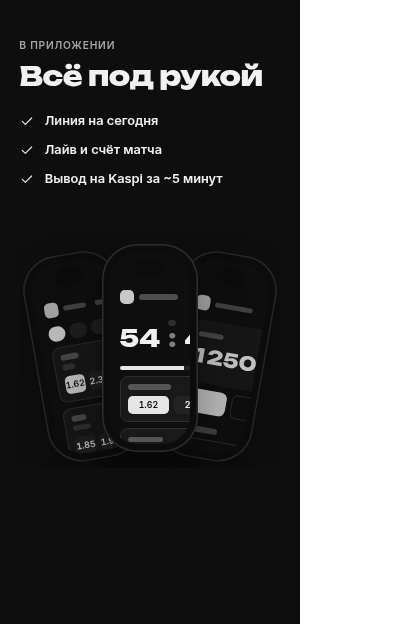 В ПРИЛОЖЕНИИ
Всё под рукой
Линия на сегодня
Лайв и счёт матча
Вывод на Kaspi за ~5 минут
54 :
1250
1.62
1.62
1.85